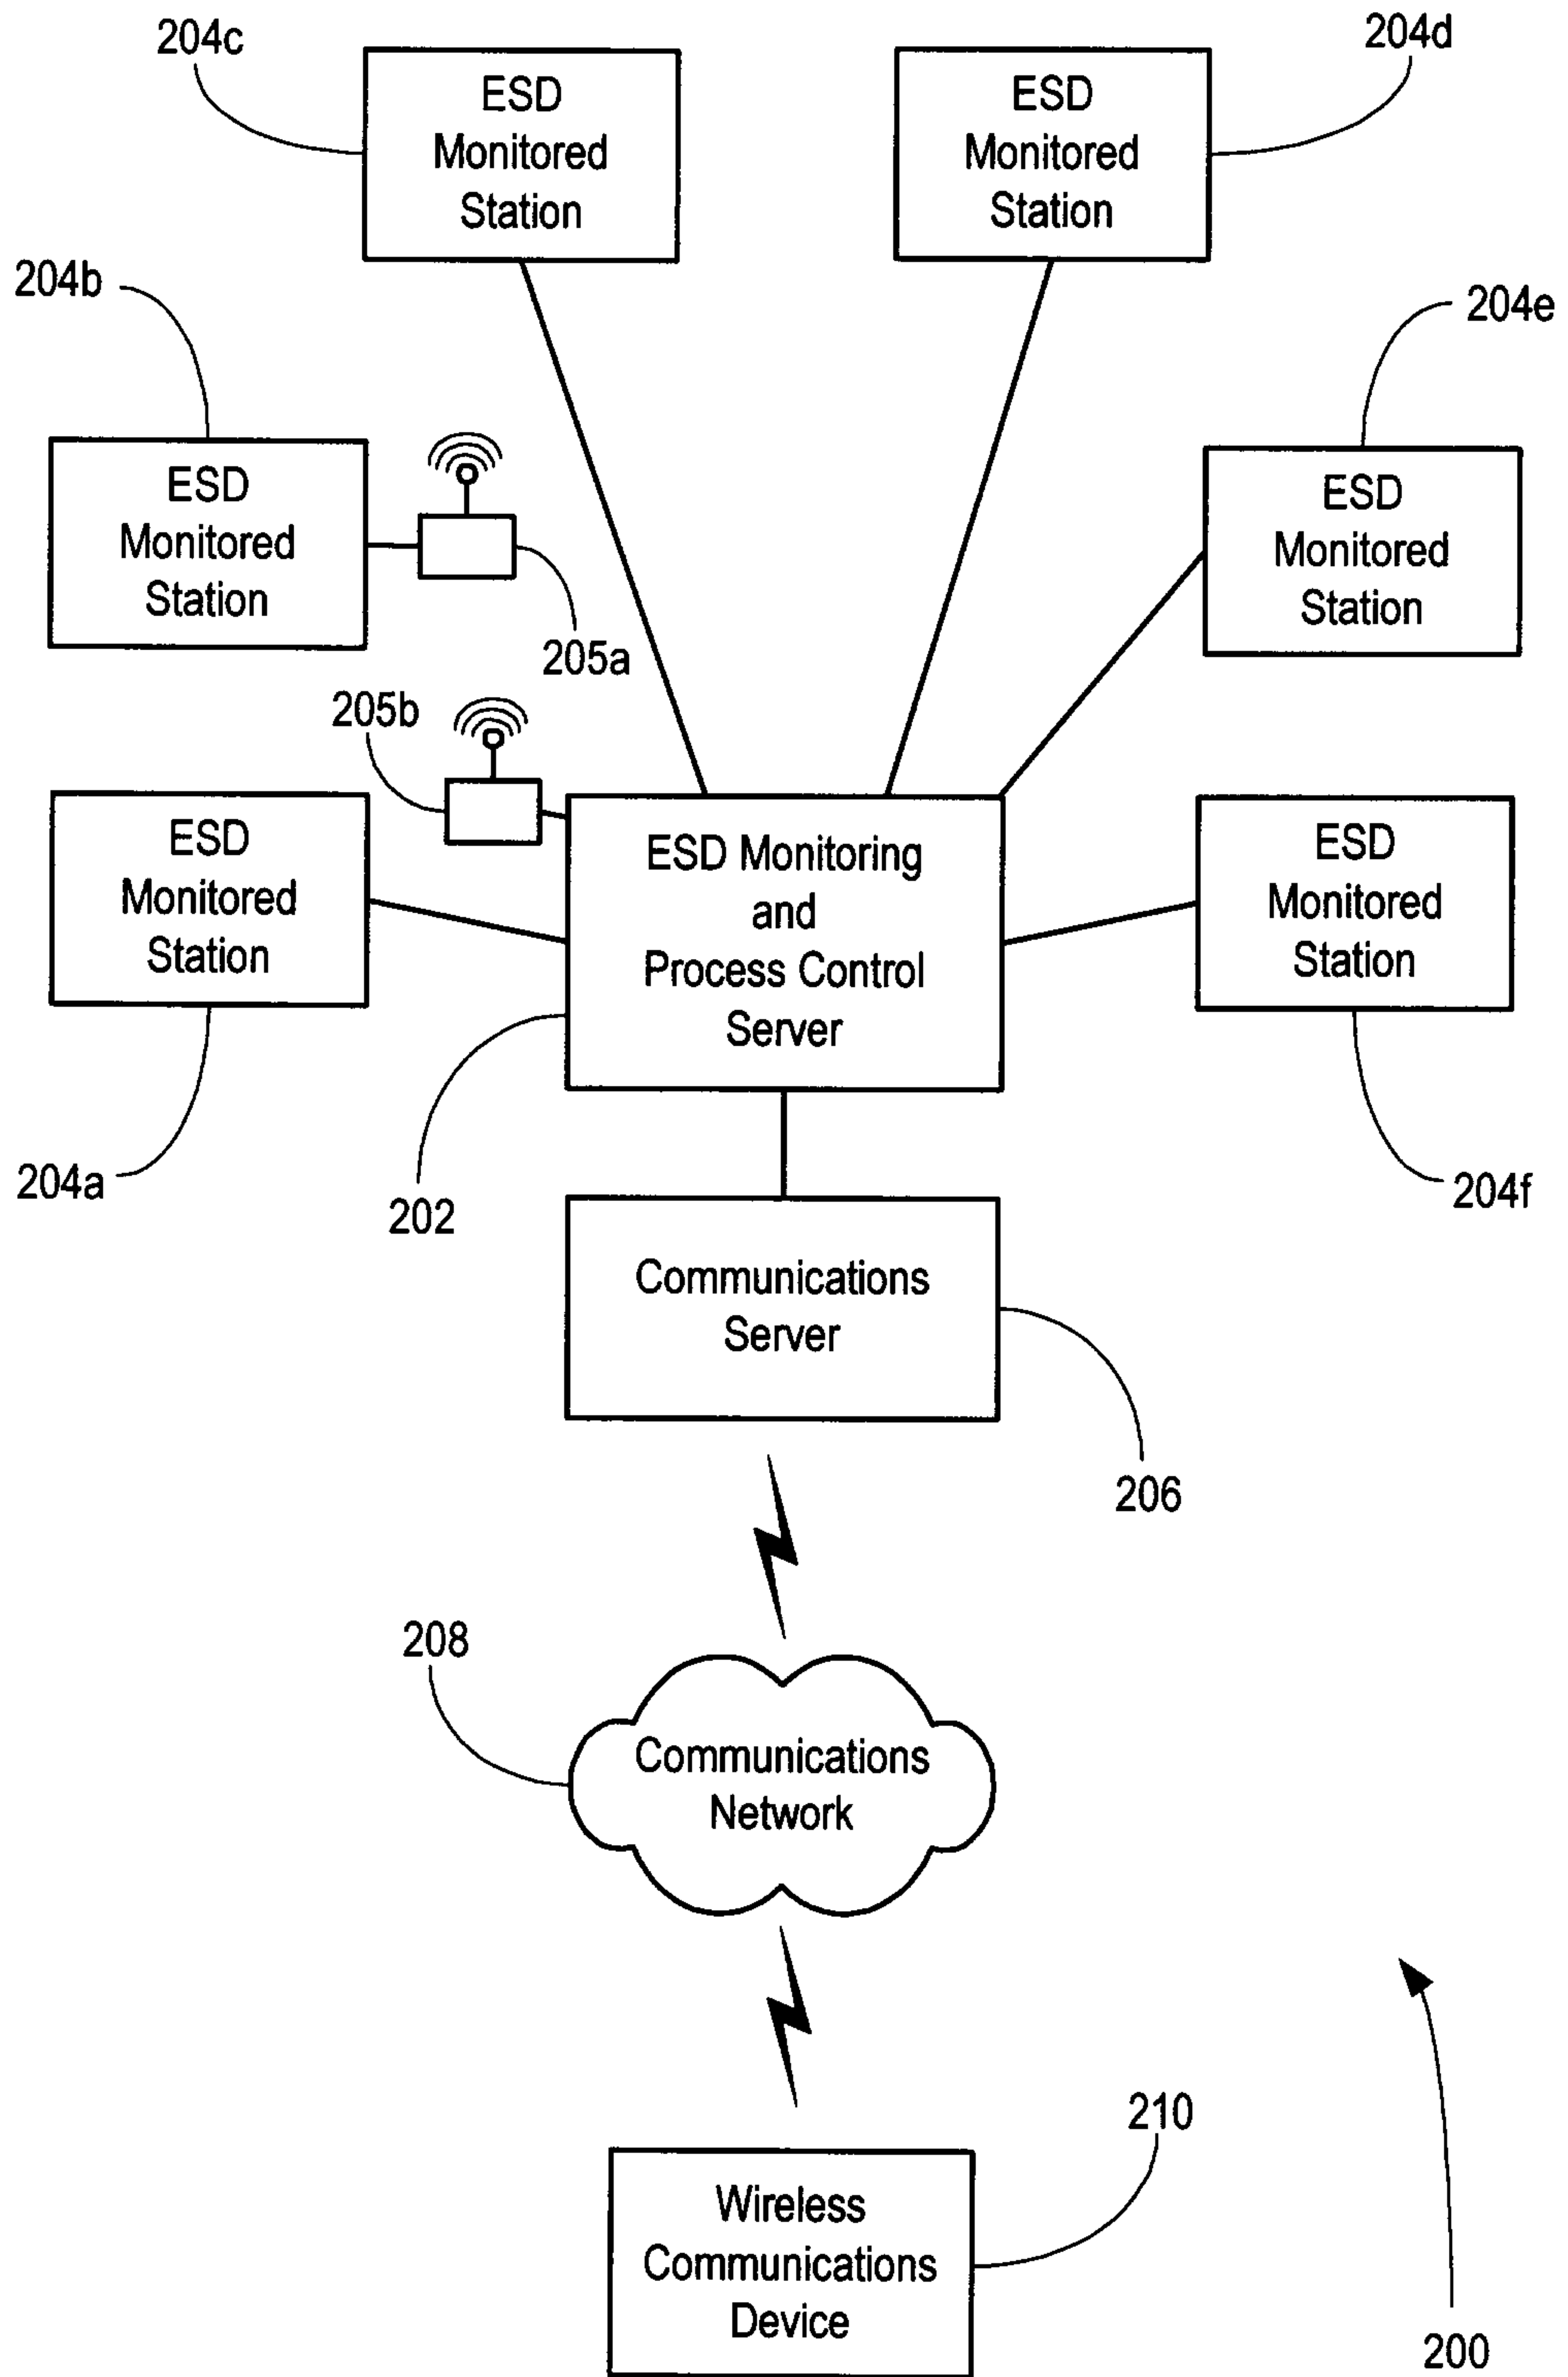 204c
ESD
Monitored
Station
ESD
Monitored
Station
204d
204b
ESD
Monitored
Station
205a
204e
ESD
Monitored
Station
205b
ESD
Monitored
Station
204a
ESD Monitoring
and
Process Control
Server
202
ESD
Monitored
Station
204f
Communications
Server
206
208
Communications
Network
210
Wireless
Communications
Device
200